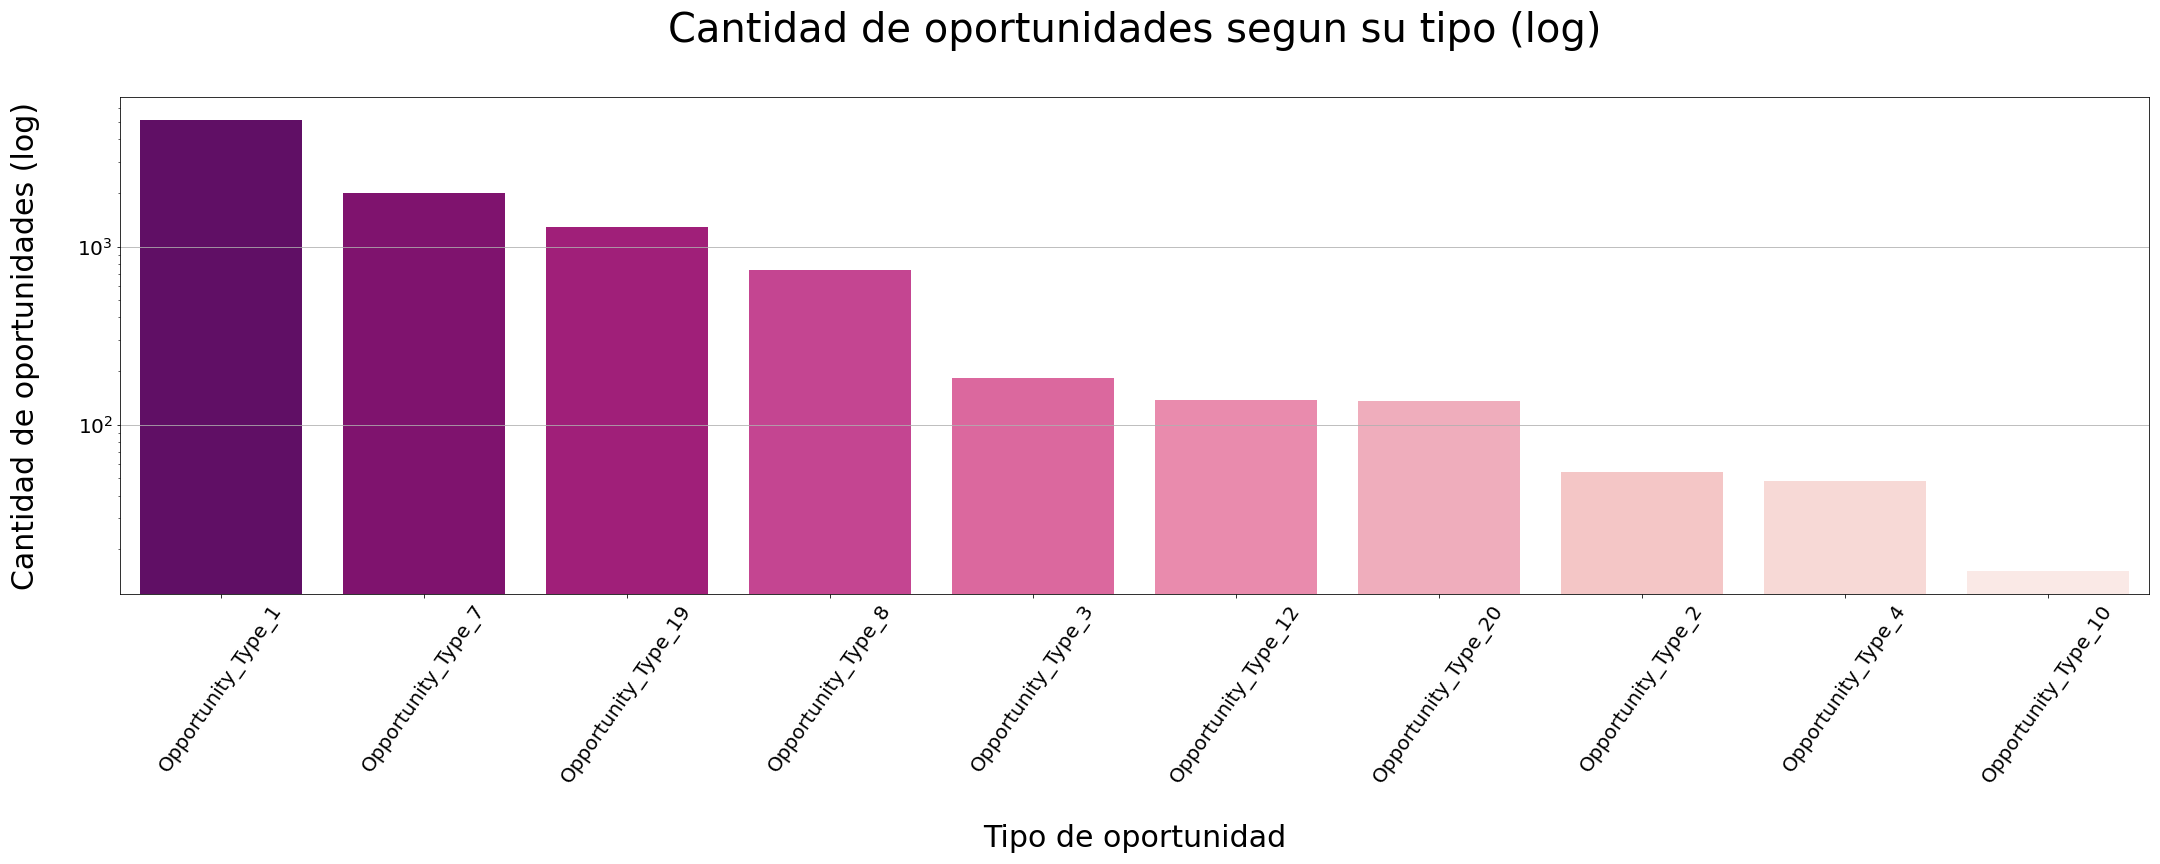 Cantidad de oportunidades segun su tipo (log)
Cantidad de oportunidades (log)
10³
10²
Opportunity_Type_1
Opportunity_Type_7
Opportunity_Type_19
Opportunity_Type_8
Opportunity_Type_3
Opportunity_Type_12
Opportunity_Type_20
Opportunity_Type_2
Opportunity_Type_4
Opportunity_Type_10
Tipo de oportunidad